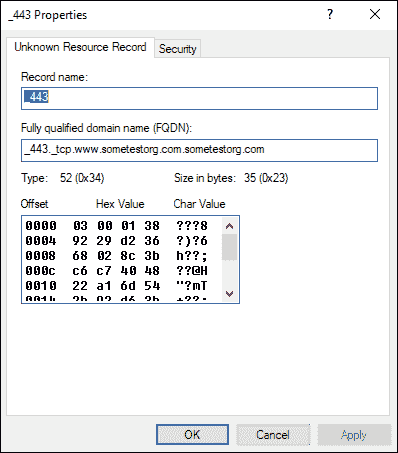 _443 Properties
Unknown Resource Record
Security
Record name:
_443
Fully qualified domain name (FQDN):
_443._tcp.www.sometestorg.com.sometestorg.com
Type: 52 (0x34) Size in bytes: 35 (0x23)
Offset Hex Value Char Value
0000 03 00 01 38 ???8
0004 92 29 d2 36 ?)?6
0008 68 02 8c 3b h??;
000c c6 c7 40 48 ??@H
0010 22 a1 6d 54 "?mT
OK Cancel Apply